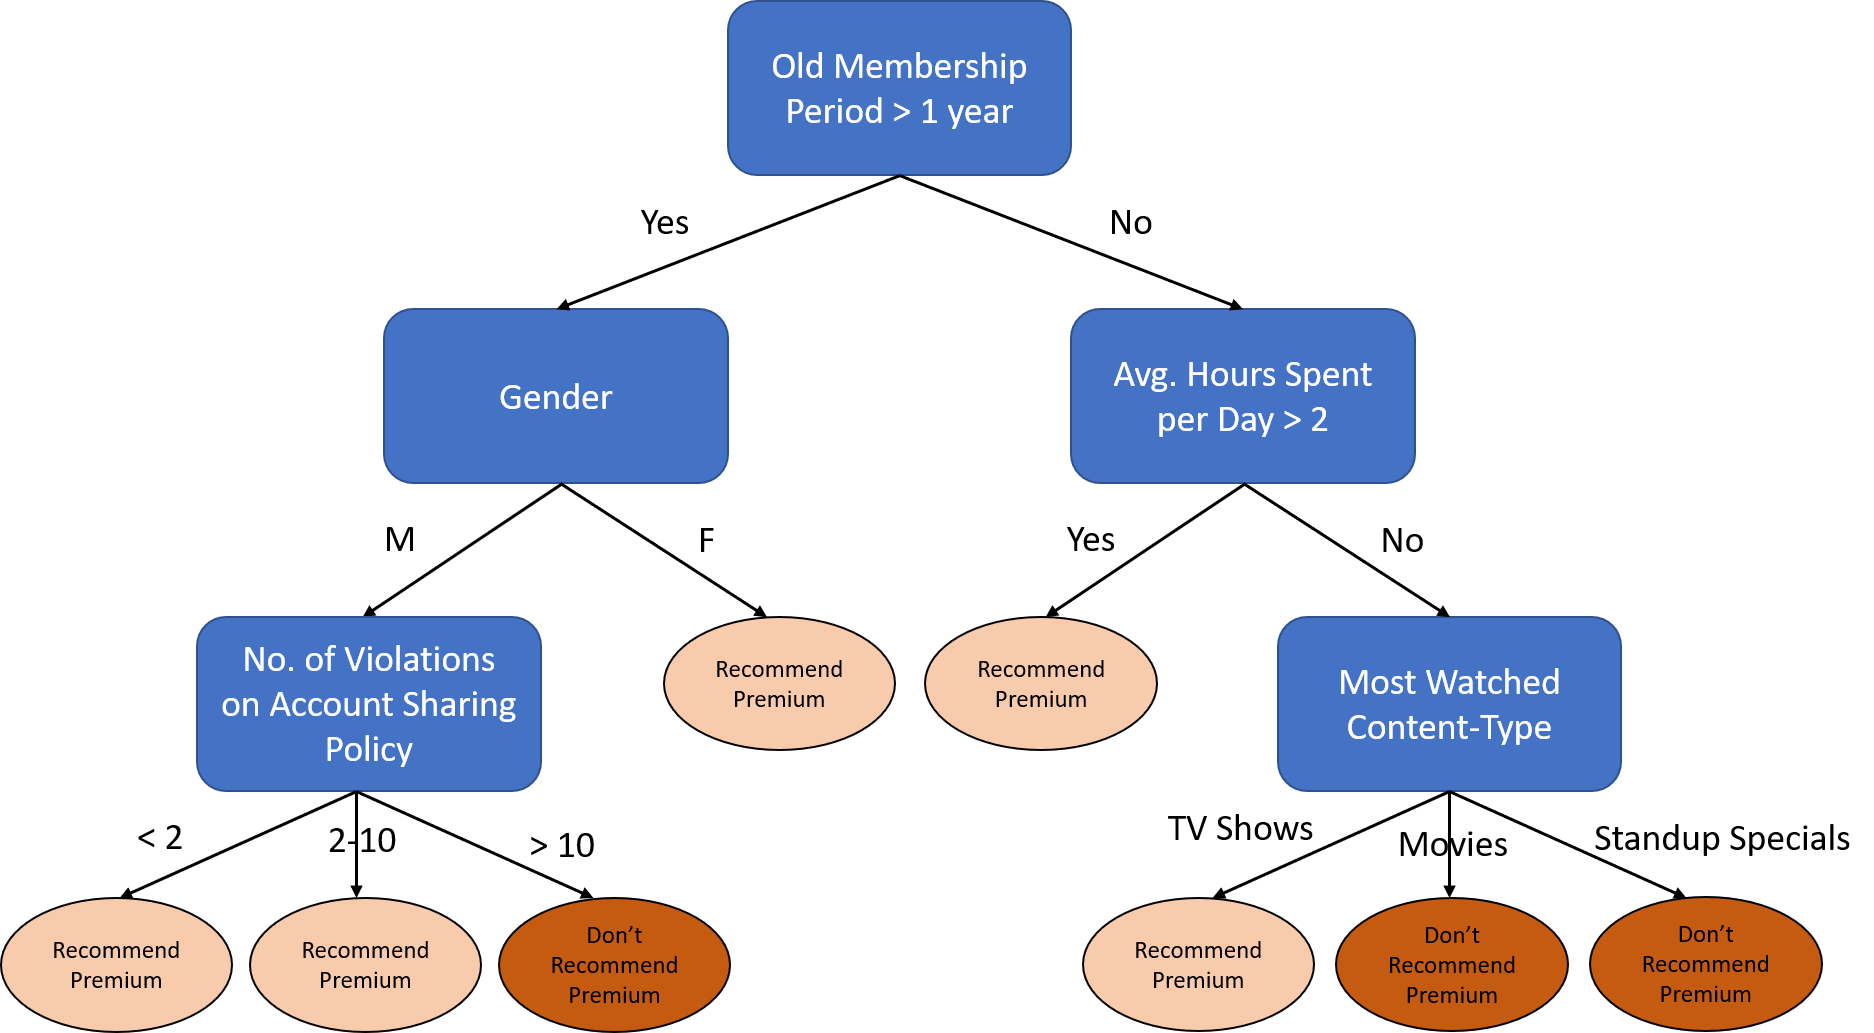 Old Membership
Period > 1 year
Yes
No
Gender
Avg. Hours Spent
per Day > 2
M
F
Yes
No
No. of Violations
on Account Sharing
Policy
Recommend
Premium
Recommend
Premium
Most Watched
Content-Type
< 2
2-10
> 10
TV Shows
Movies
Standup Specials
Recommend
Premium
Recommend
Premium
Don’t
Recommend
Premium
Recommend
Premium
Don’t
Recommend
Premium
Don’t
Recommend
Premium